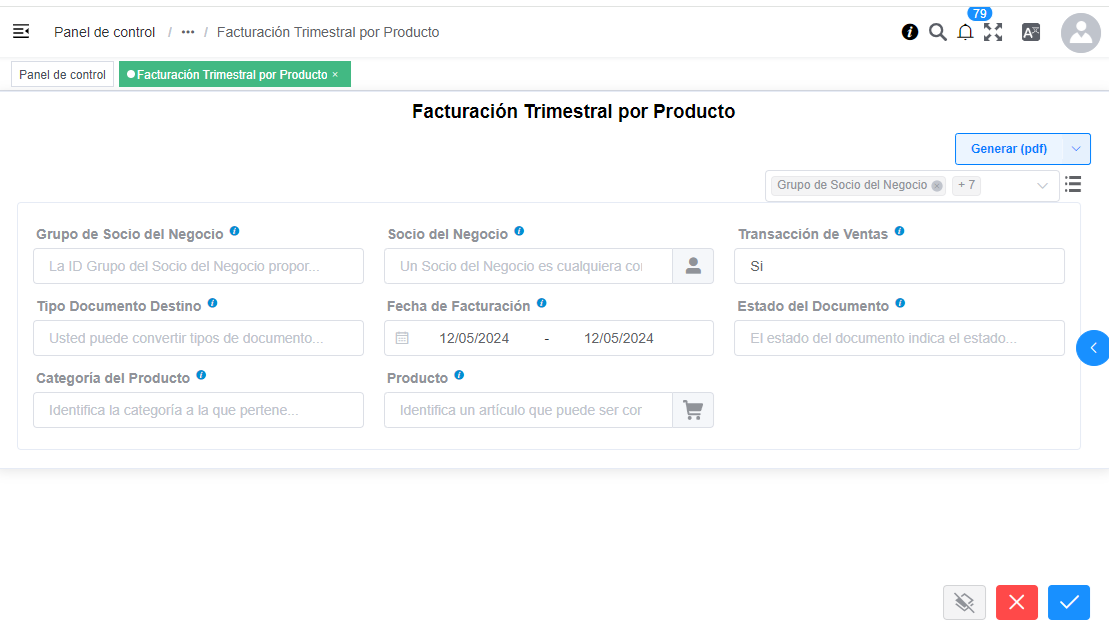 79
Panel de control / ••• / Facturación Trimestral por Producto
Panel de control
Facturación Trimestral por Producto ×
Facturación Trimestral por Producto
Generar (pdf)
Grupo de Socio del Negocio + 7
Grupo de Socio del Negocio
Socio del Negocio
Transacción de Ventas
La ID Grupo del Socio del Negocio propor...
Un Socio del Negocio es cualquiera
Si
Tipo Documento Destino
Fecha de Facturación
Estado del Documento
Usted puede convertir tipos de documento...
12/05/2024 - 12/05/2024
El estado del documento indica el estado...
Categoría del Producto
Producto
Identifica la categoría a la que pertene...
Identifica un artículo que puede ser cor